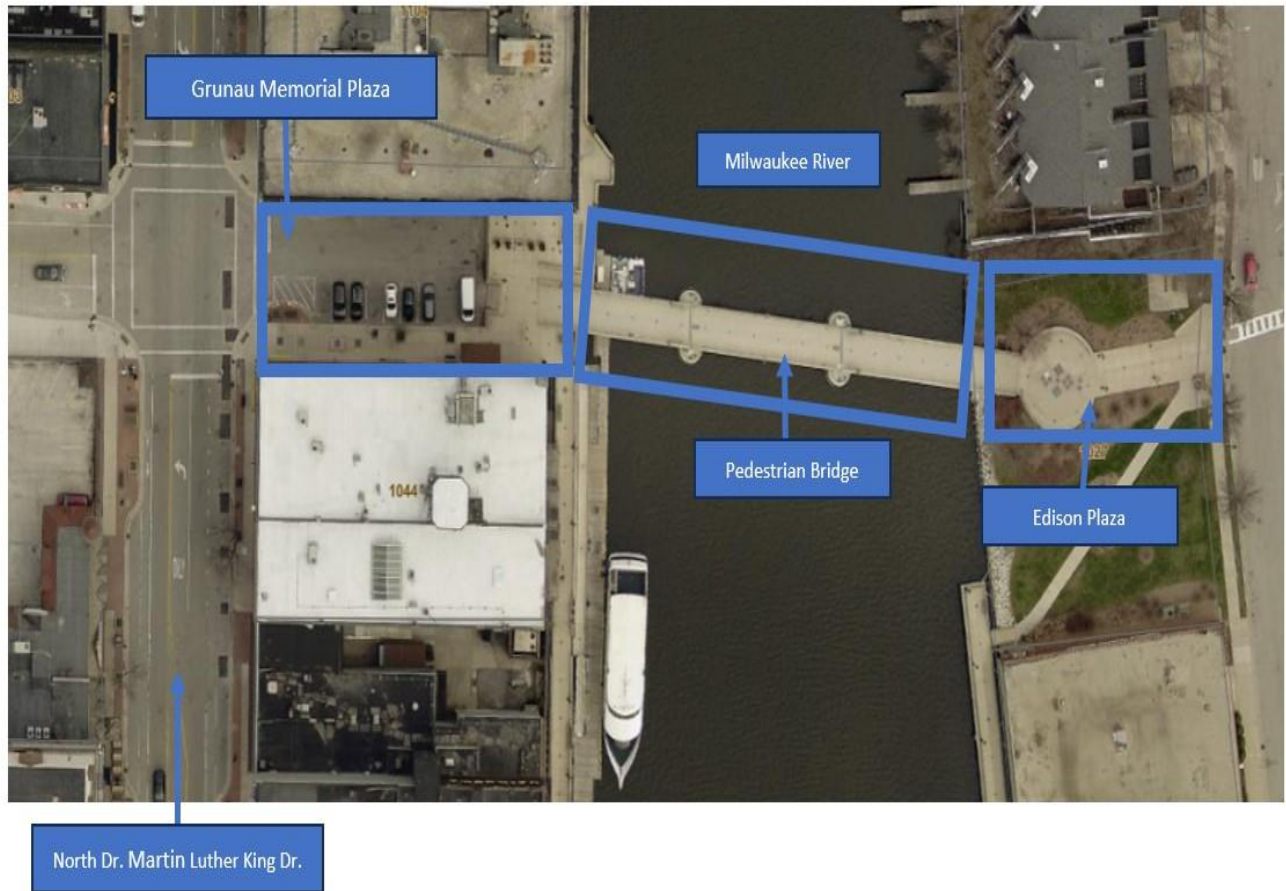 Grunau Memorial Plaza
Milwaukee River
1044
Pedestrian Bridge
Edison Plaza
North Dr. Martin Luther King Dr.